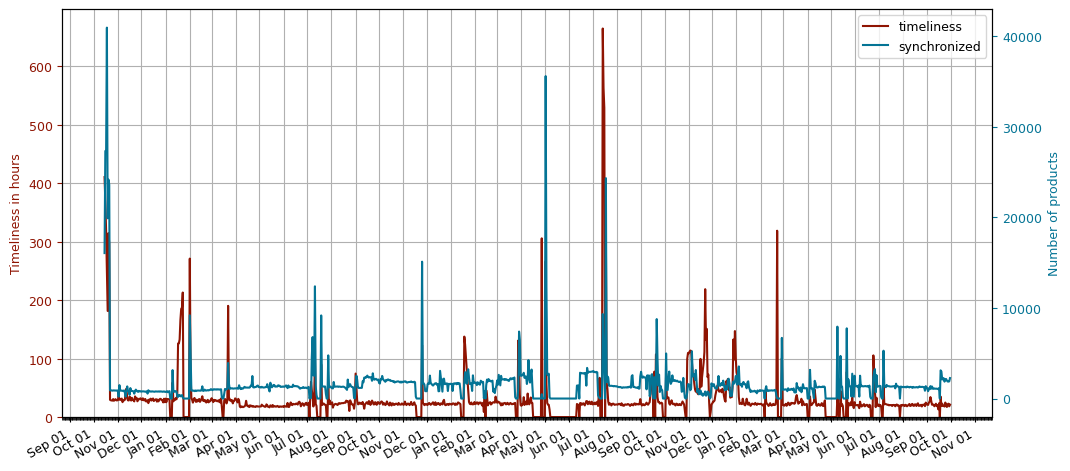 timeliness
synchronized
Timeliness in hours
600
500
400
300
200
100
0
Number of products
40000
30000
20000
10000
0
Sep 01
Oct 01
Nov 01
Dec 01
Jan 01
Feb 01
Mar 01
Apr 01
May 01
Jun 01
Jul 01
Aug 01
Sep 01
Oct 01
Nov 01
Dec 01
Jan 01
Feb 01
Mar 01
Apr 01
May 01
Jun 01
Jul 01
Aug 01
Sep 01
Oct 01
Nov 01
Dec 01
Jan 01
Feb 01
Mar 01
Apr 01
May 01
Jun 01
Jul 01
Aug 01
Sep 01
Oct 01
Nov 01